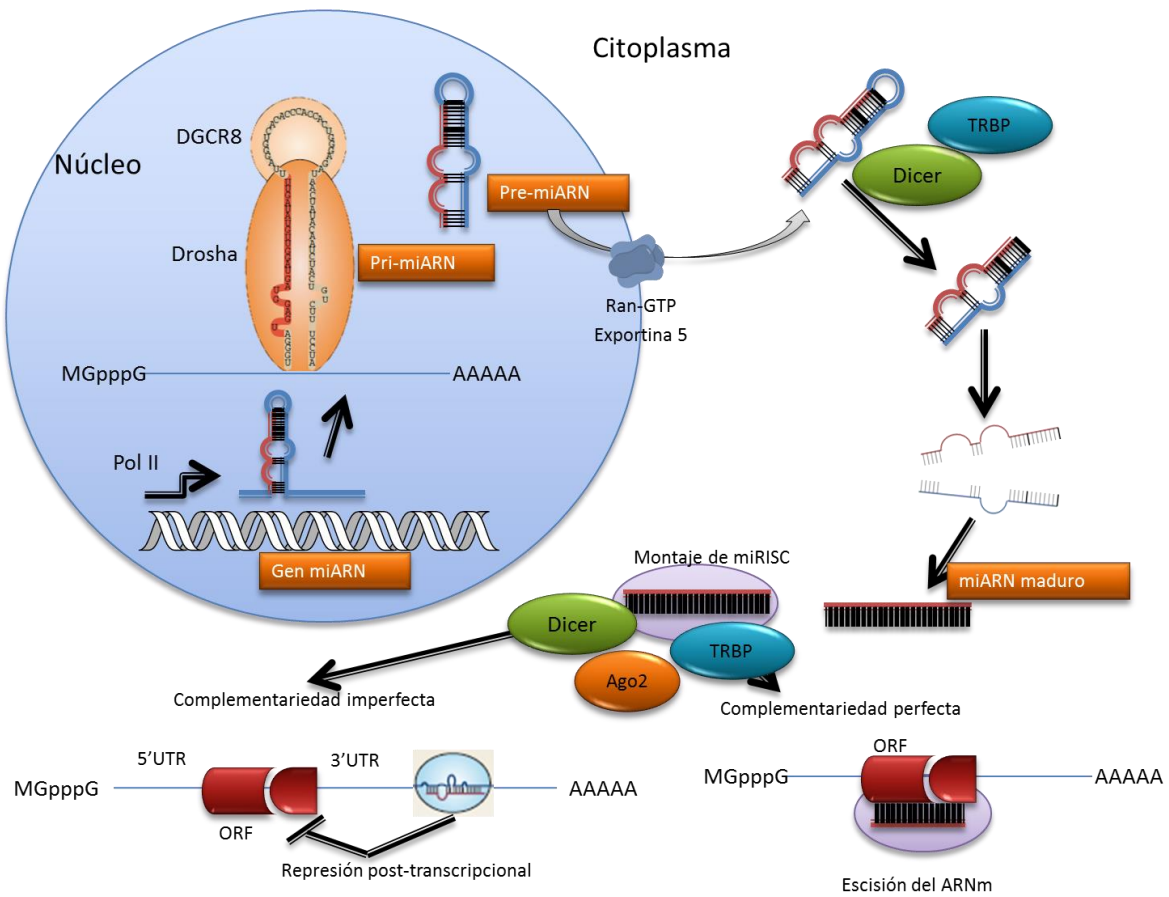 Citoplasma
DGCR8
Núcleo
TRBP
Dicer
Pre-miARN
Drosha
Pri-miARN
Ran-GTP
Exportina 5
MGpppG
AAAAA
Pol II
Gen miARN
Montaje de miRISC
miARN maduro
Dicer
TRBP
Ago2
Complementariedad imperfecta
Complementariedad perfecta
5’UTR
3’UTR
MGpppG
AAAAA
ORF
Represión post-transcripcional
ORF
MGpppG
AAAAA
Escisión del ARNm